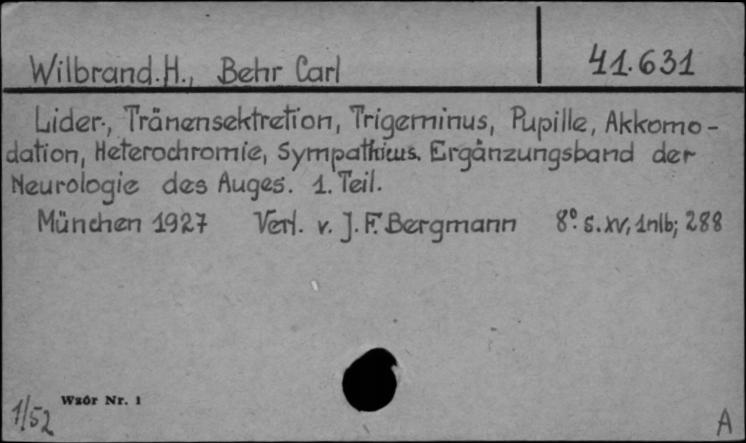 Wilbrand.H., Behr Carl 41.631
Lider-, Tränensektretion, Trigeminus, Pupille, Akkomo-
dation, Heterochromie, Sympathicus. Ergänzungsband der
Neurologie des Auges. 1. Teil.
München 1927 Verl. v. J.F. Bergmann 8° s.XV, 1nlb; 288
1/52 Wzór Nr. 1 A